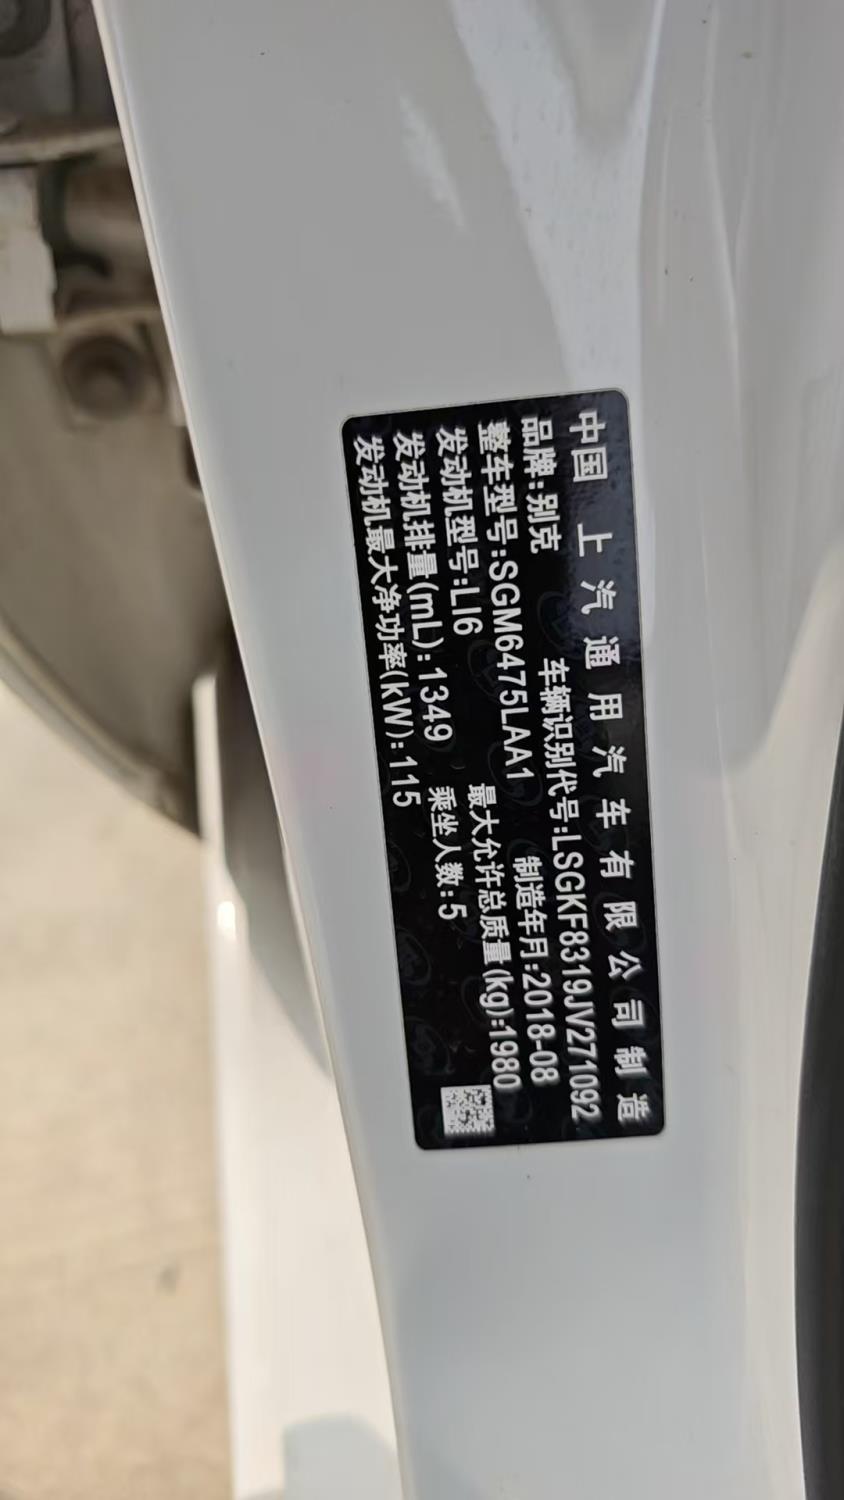 中国 上汽通用汽车有限公司制造
品牌:别克 车辆识别代号:LSGKF8319JV271092
整车型号:SGM6475LAA1 制造年月:2018-08
发动机型号:LI6 最大允许总质量(kg):1980
发动机排量(mL):1349 乘坐人数:5
发动机最大净功率(kW):115